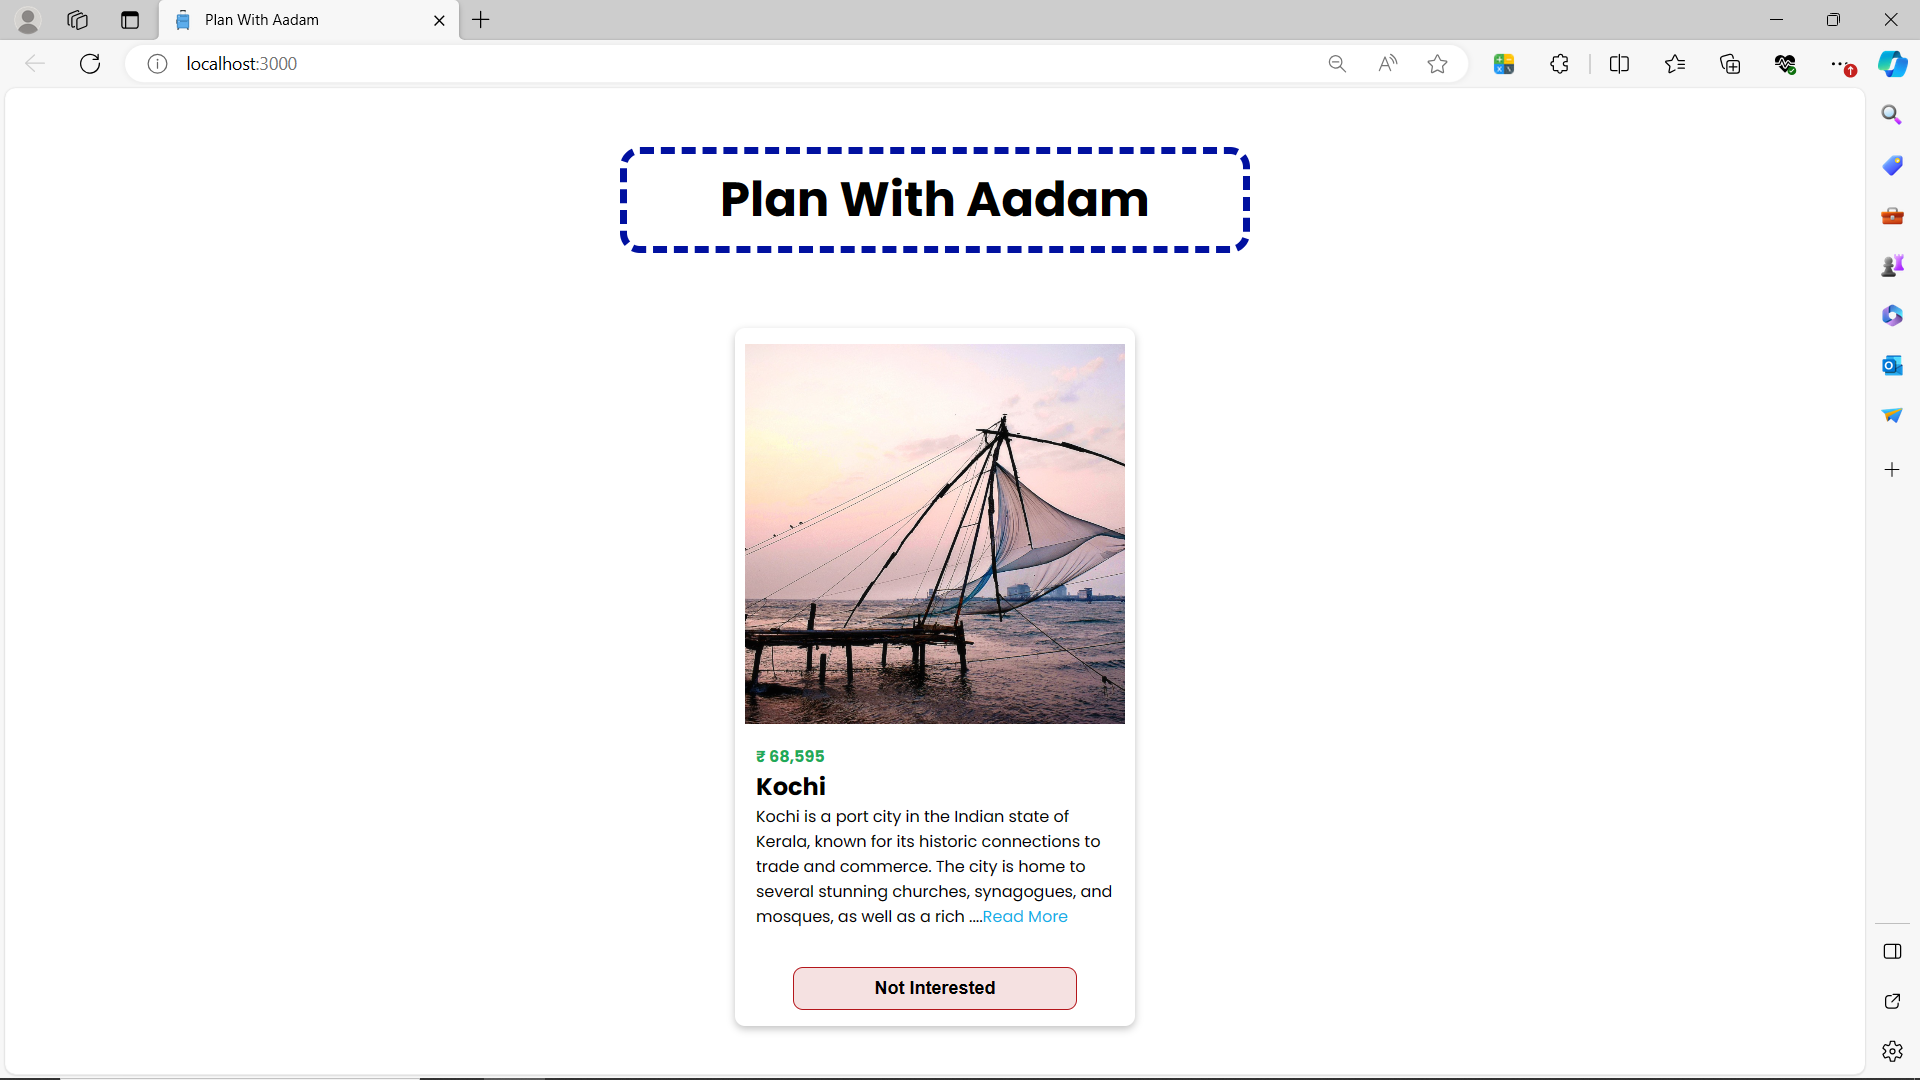 Plan With Aadam
localhost:3000
Plan With Aadam
₹ 68,595
Kochi
Kochi is a port city in the Indian state of
Kerala, known for its historic connections to
trade and commerce. The city is home to
several stunning churches, synagogues, and
mosques, as well as a rich ....Read More
Not Interested